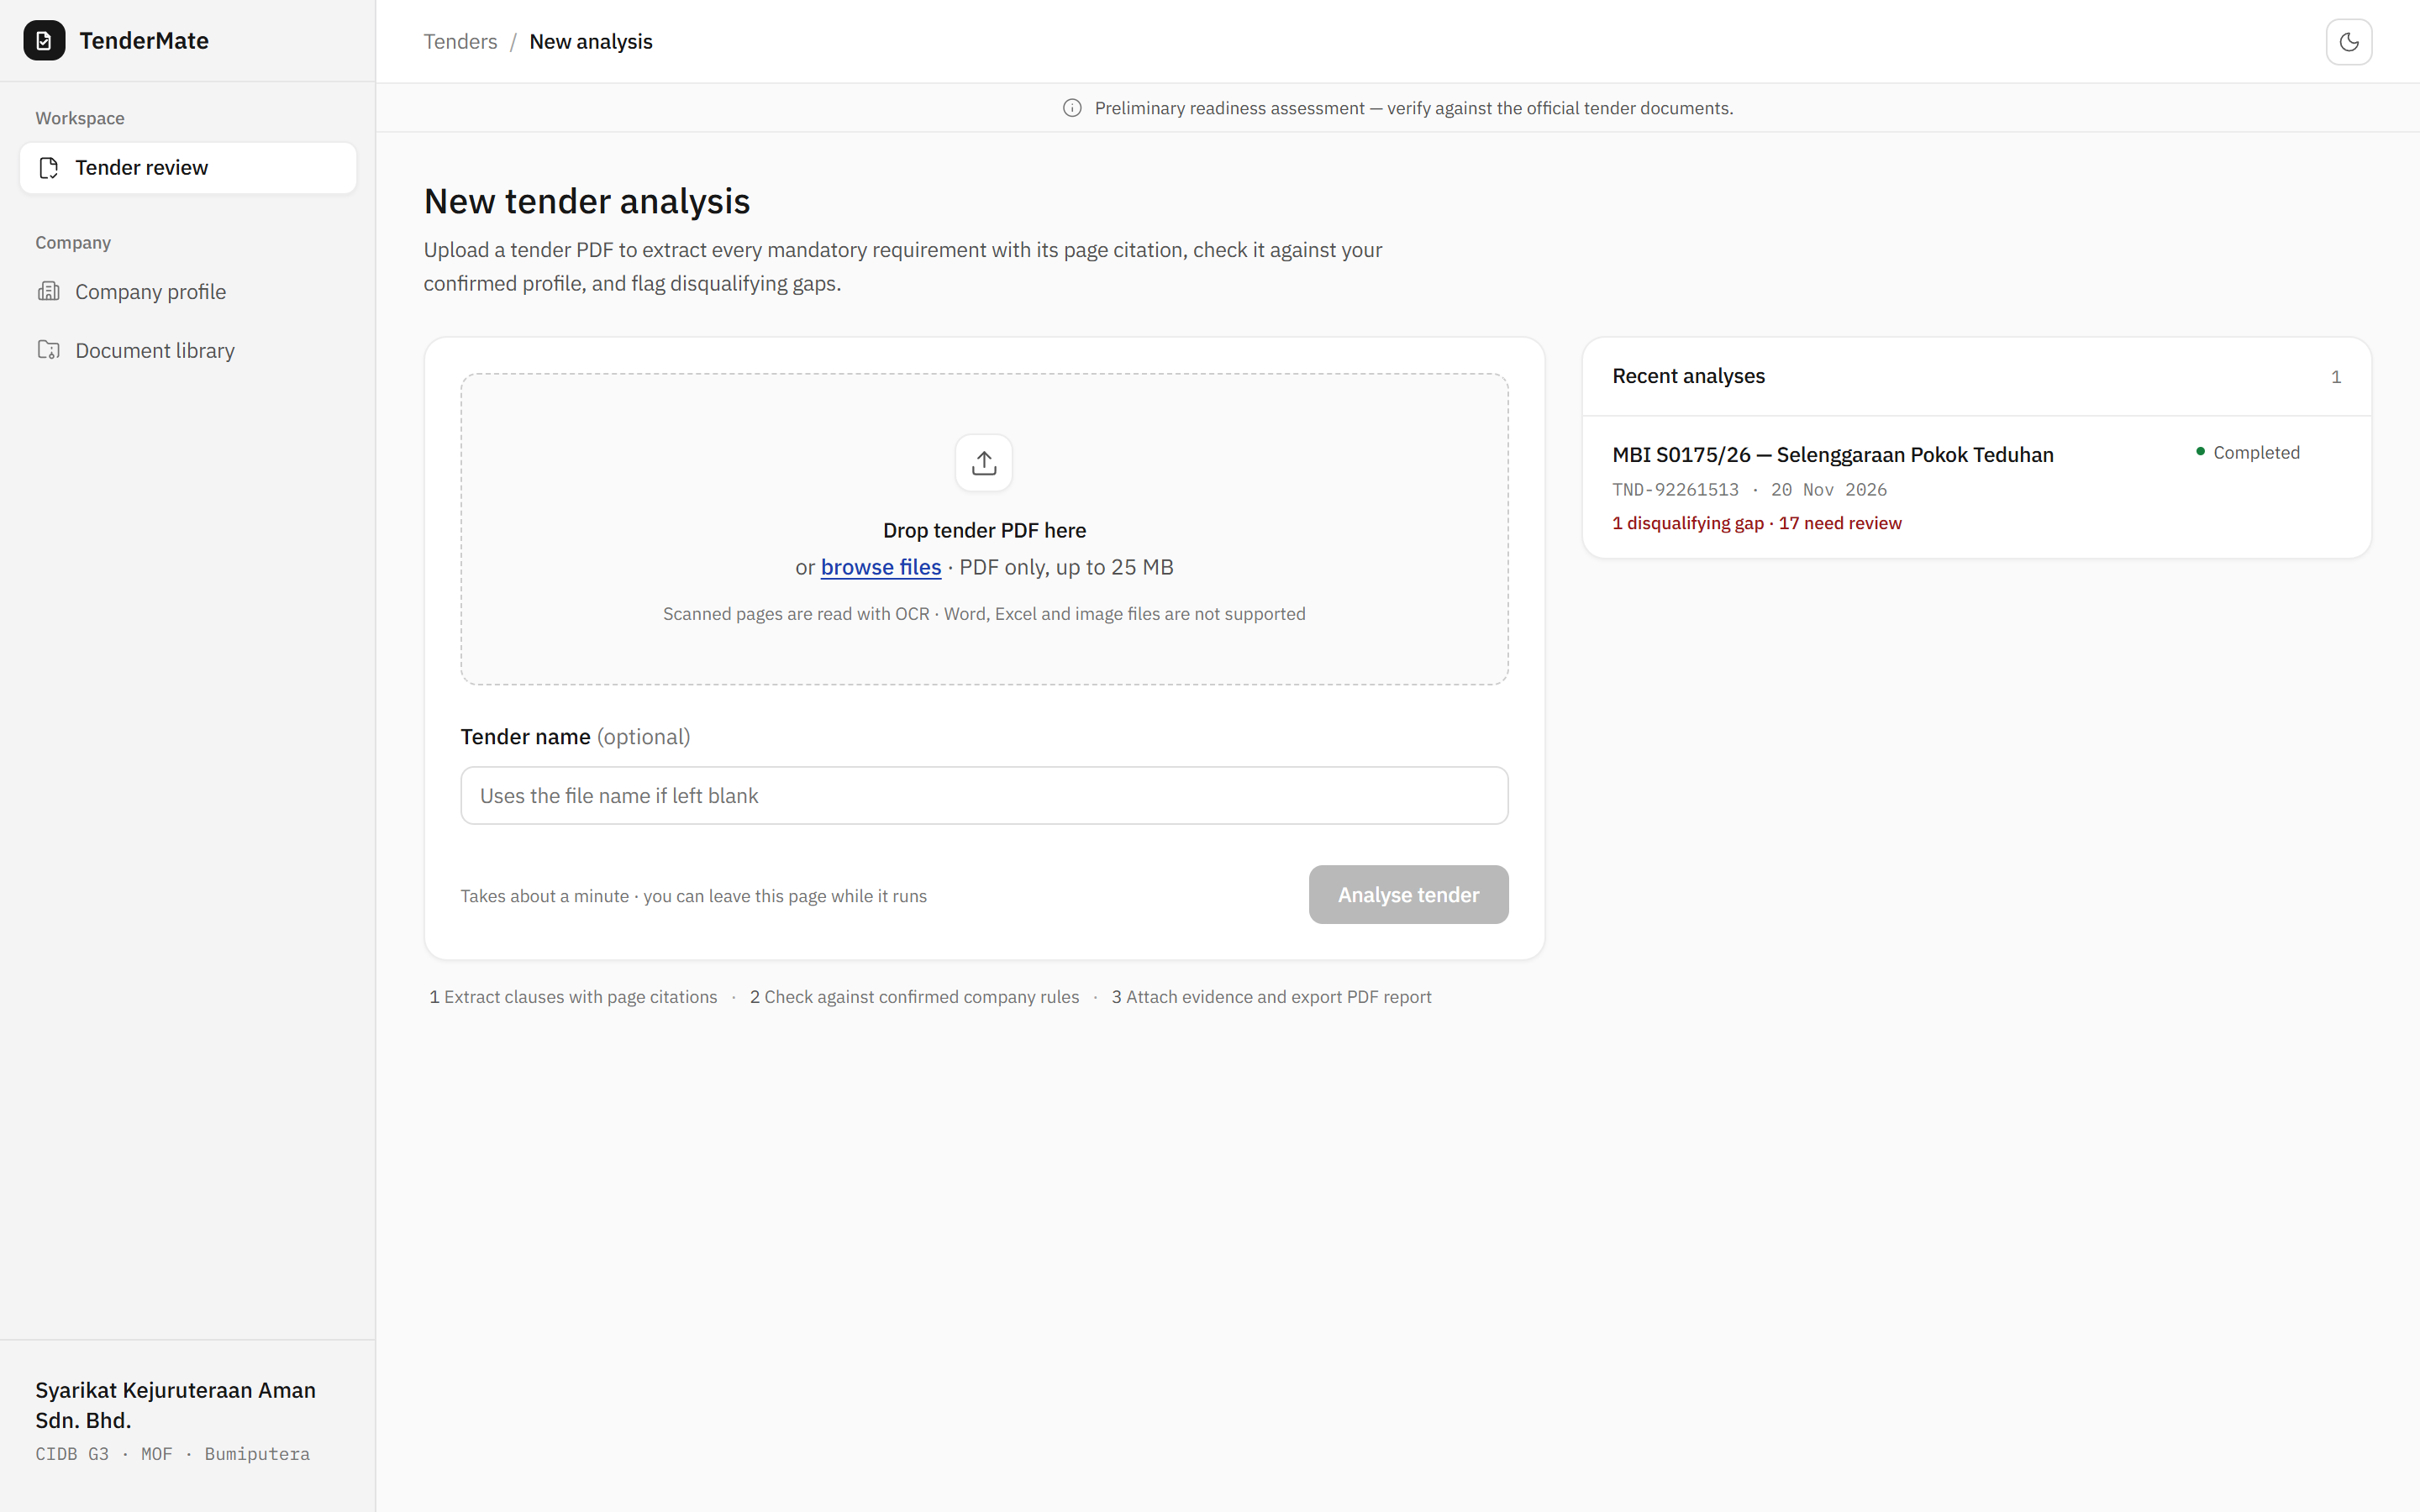 TenderMate
Workspace
Tender review
Company
Company profile
Document library
Syarikat Kejuruteraan Aman
Sdn. Bhd.
CIDB G3 · MOF · Bumiputera
Tenders / New analysis
Preliminary readiness assessment — verify against the official tender documents.
New tender analysis
Upload a tender PDF to extract every mandatory requirement with its page citation, check it against your
confirmed profile, and flag disqualifying gaps.
Drop tender PDF here
or browse files · PDF only, up to 25 MB
Scanned pages are read with OCR · Word, Excel and image files are not supported
Tender name (optional)
Uses the file name if left blank
Takes about a minute · you can leave this page while it runs
Analyse tender
1 Extract clauses with page citations · 2 Check against confirmed company rules · 3 Attach evidence and export PDF report
Recent analyses 1
MBI S0175/26 — Selenggaraan Pokok Teduhan
Completed
TND-92261513 · 20 Nov 2026
1 disqualifying gap · 17 need review